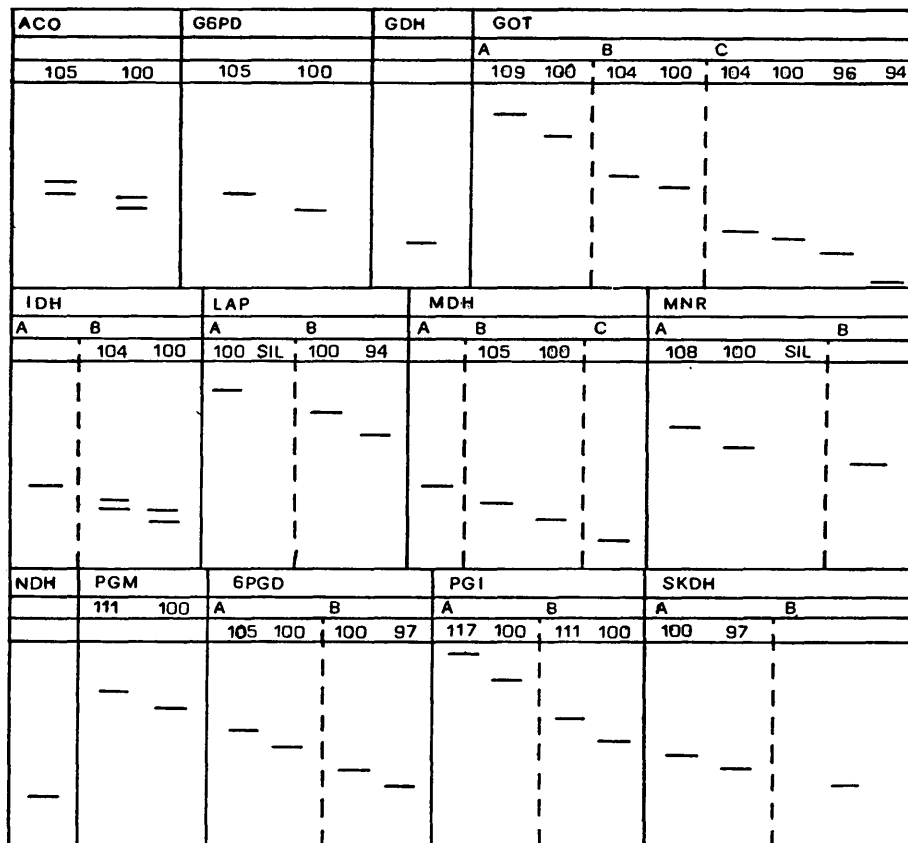 ACO G6PD GDH GOT
A B C
105 100 105 100 109 100 104 100 104 100 96 94
IDH LAP MDH MNR
A B A B A B C A B
104 100 100 SIL 100 94 105 100 108 100 SIL
NDH PGM 6PGD PGI SKDH
111 100 A B A B A B
105 100 100 97 117 100 111 100 100 97